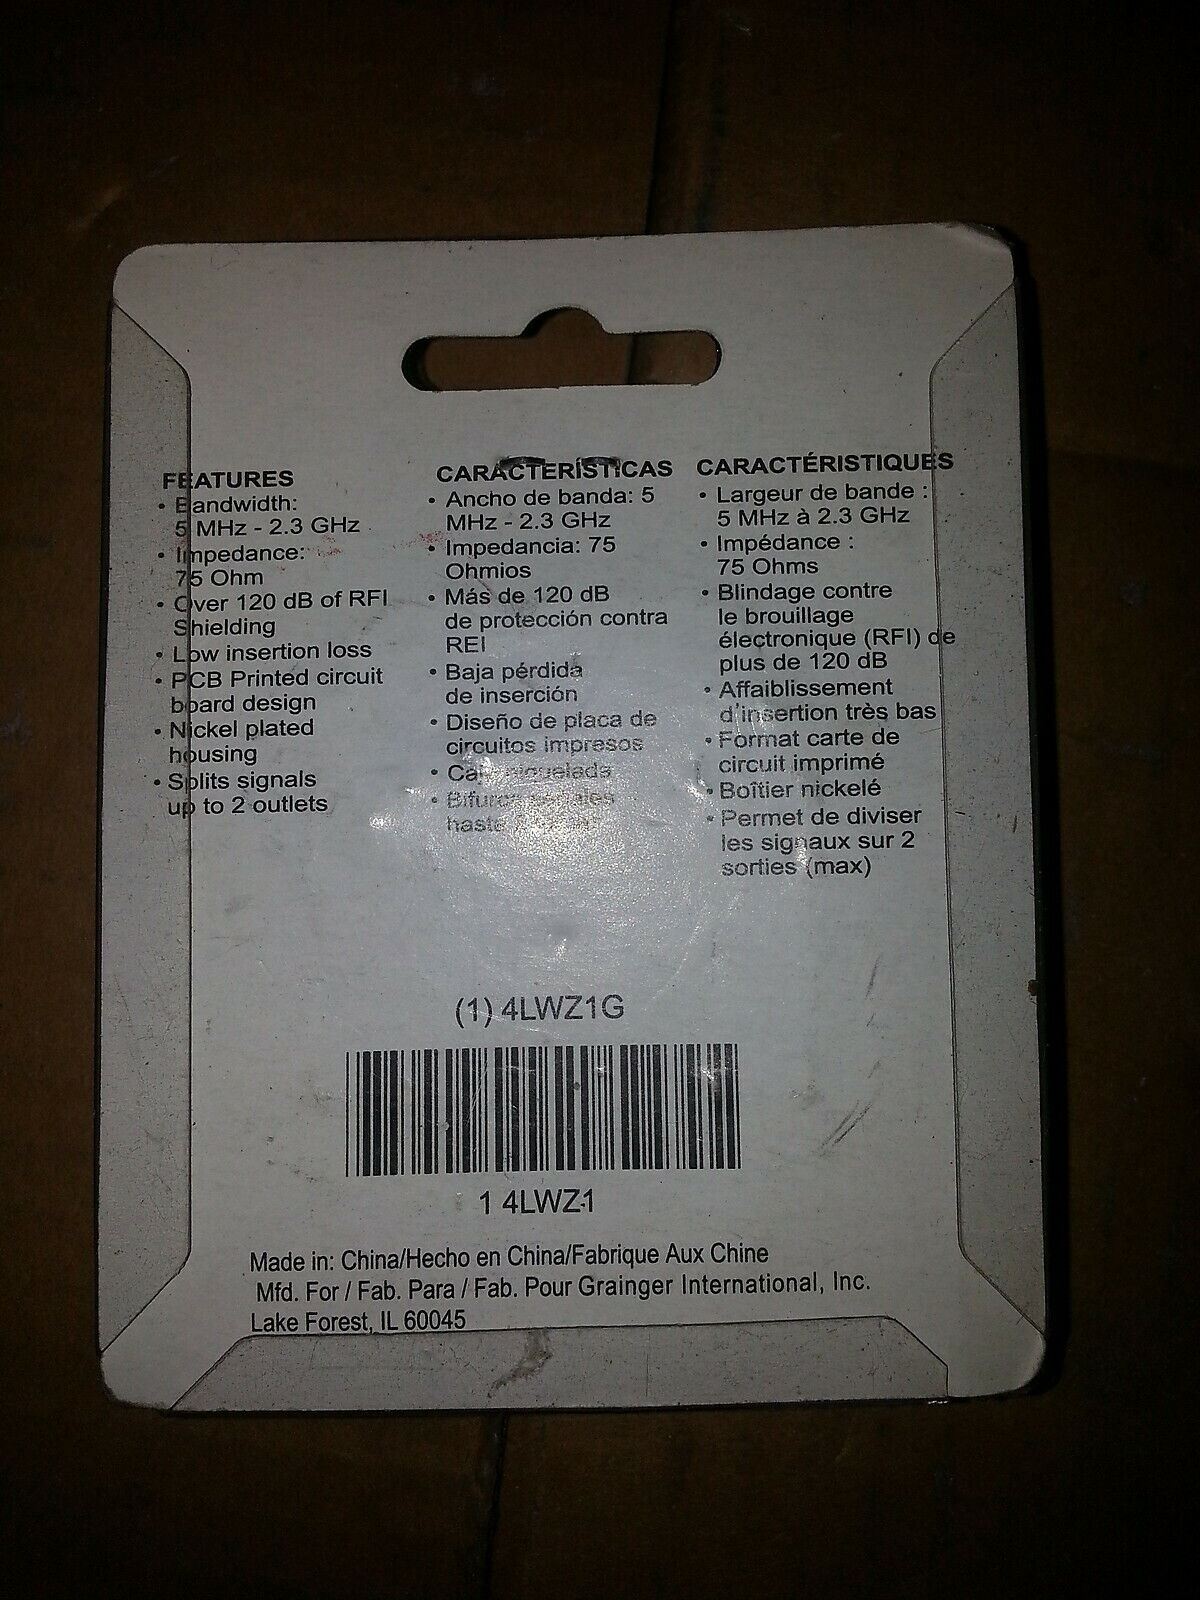 FEATURES
• Bandwidth:
5 MHz - 2.3 GHz
• Impedance:
75 Ohm
• Over 120 dB of RFI
Shielding
• Low insertion loss
• PCB Printed circuit
board design
• Nickel plated
housing
• Splits signals
up to 2 outlets
CARACTERÍSTICAS
• Ancho de banda: 5
MHz - 2.3 GHz
• Impedancia: 75
Ohmios
• Más de 120 dB
de protección contra
REI
• Baja pérdida
de inserción
• Diseño de placa de
circuitos impresos
• Caja niquelada
• Bifurca señales
hasta
CARACTÉRISTIQUES
• Largeur de bande :
5 MHz à 2.3 GHz
• Impédance :
75 Ohms
• Blindage contre
le brouillage
électronique (RFI) de
plus de 120 dB
• Affaiblissement
d'insertion très bas
• Format carte de
circuit imprimé
• Boîtier nickelé
• Permet de diviser
les signaux sur 2
sorties (max)
(1) 4LWZ1G
1 4LWZ1
Made in: China/Hecho en China/Fabrique Aux Chine
Mfd. For / Fab. Para / Fab. Pour Grainger International, Inc.
Lake Forest, IL 60045